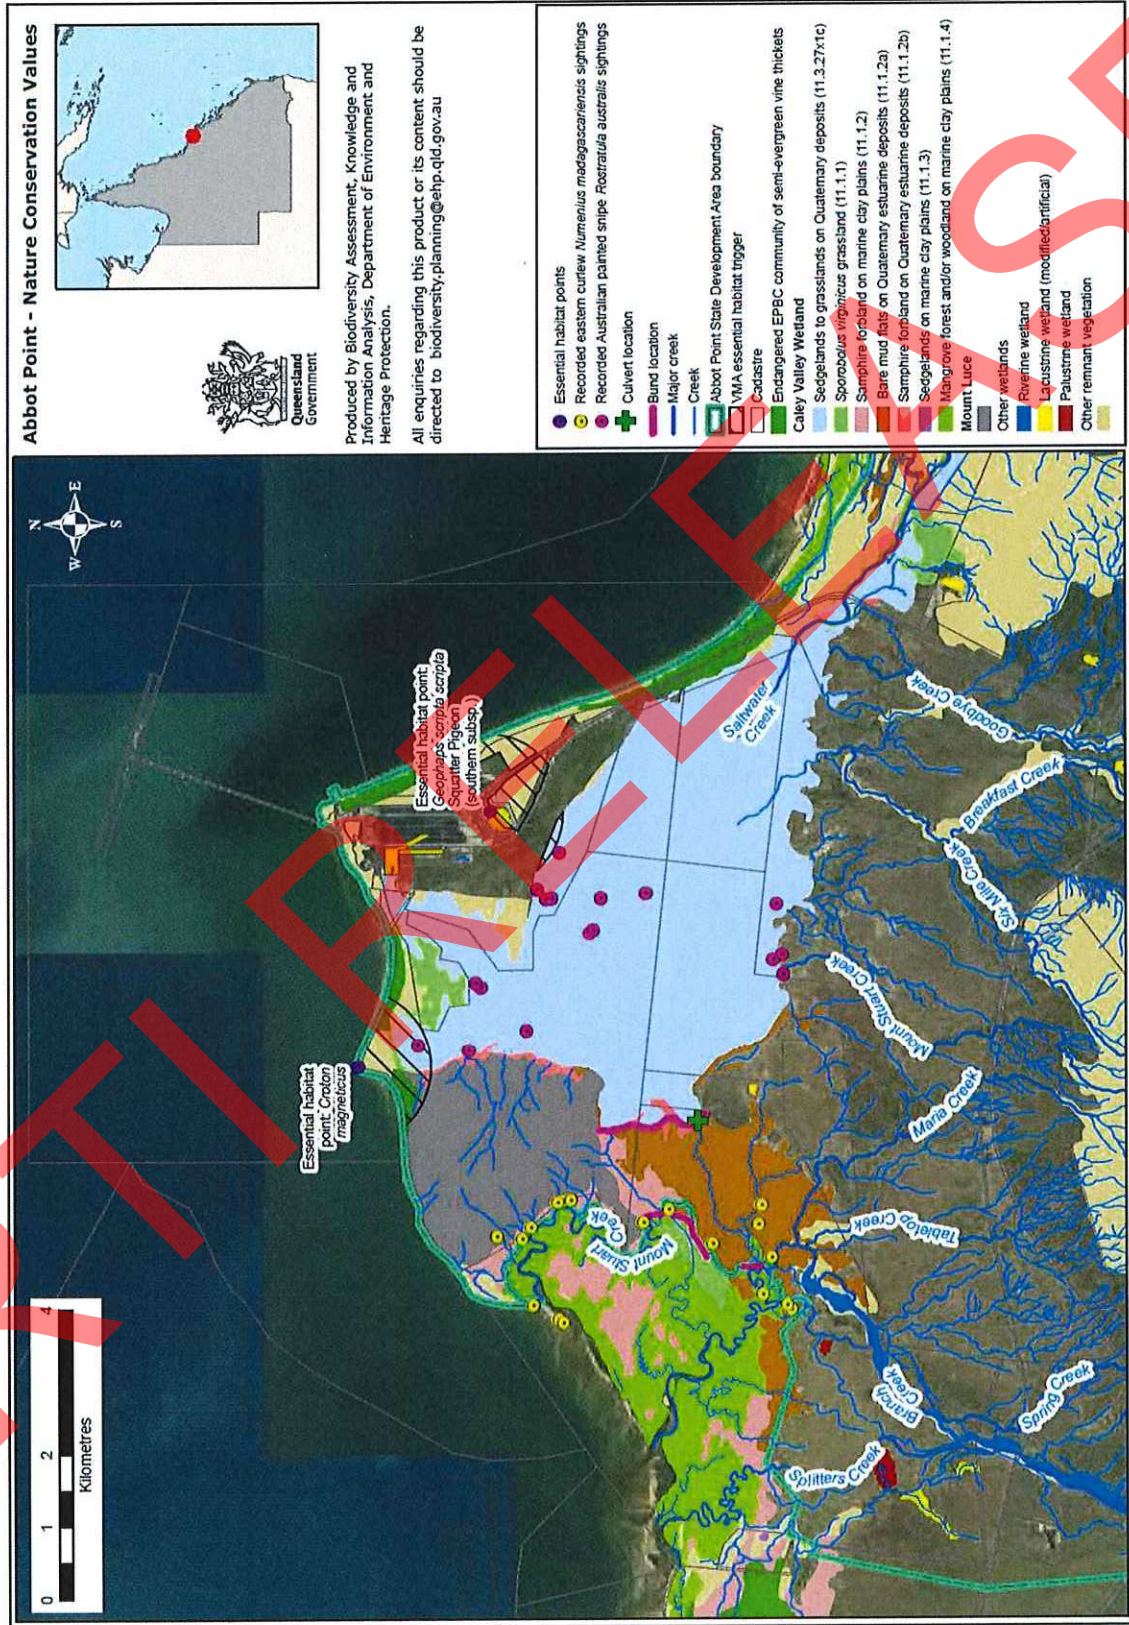 Abbot Point - Nature Conservation Values
Queensland
Government
Produced by Biodiversity Assessment, Knowledge and
Information Analysis, Department of Environment and
Heritage Protection.
All enquiries regarding this product or its content should be
directed to biodiversity.planning@ehp.qld.gov.au
Essential habitat points
Recorded eastern curlew Numenius madagascariensis sightings
Recorded Australian painted snipe Rostratula australis sightings
Culvert location
Bund location
Major creek
Creek
Abbot Point State Development Area boundary
VMA essential habitat trigger
Cadastre
Endangered EPBC community of semi-evergreen vine thickets
Caley Valley Wetland
Sedgelands to grasslands on Quaternary deposits (11.3.27x1c)
Sporobolus virginicus grassland (11.1.1)
Samphire forbland on marine clay plains (11.1.2)
Bare mud flats on Quaternary estuarine deposits (11.1.2a)
Samphire forbland on Quaternary estuarine deposits (11.1.2b)
Sedgelands on marine clay plains (11.1.3)
Mangrove forest and/or woodland on marine clay plains (11.1.4)
Mount Luce
Other wetlands
Riverine wetland
Lacustrine wetland (modified/artificial)
Palustrine wetland
Other remnant vegetation
0 1 2 4
Kilometres
N
W E
S
Essential habitat
point: Croton
magneticus
Essential habitat point:
Geophaps scripta scripta
Squatter Pigeon
(southern subsp.)
Saltwater
Creek
Mount Stuart
Creek
Goodbye Creek
Breakfast Creek
Six Mile Creek
Mount Stuart Creek
Maria Creek
Tabletop Creek
Branch
Creek
Spring Creek
Splitters Creek
RTI RELEASE